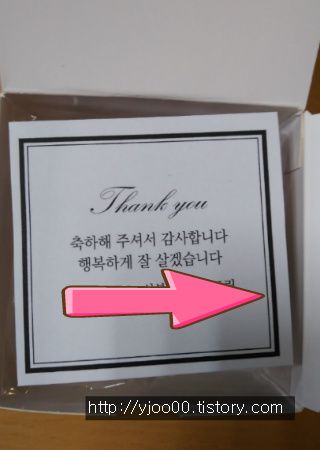 Thank you
축하해 주셔서 감사합니다
행복하게 잘 살겠습니다
http://yjoo00.tistory.com